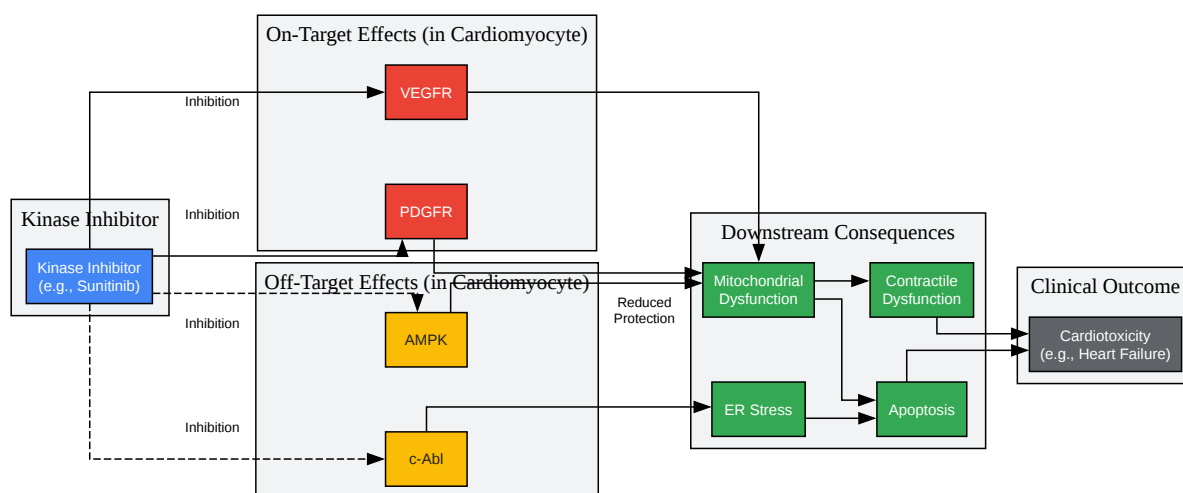 On-Target Effects (in Cardiomyocyte)
VEGFR
Inhibition
PDGFR
Inhibition
Kinase Inhibitor
Kinase Inhibitor
(e.g., Sunitinib)
Off-Target Effects (in Cardiomyocyte)
AMPK
Inhibition
c-Abl
Inhibition
Reduced
Protection
Downstream Consequences
Mitochondrial
Dysfunction
Contractile
Dysfunction
ER Stress
Apoptosis
Clinical Outcome
Cardiotoxicity
(e.g., Heart Failure)